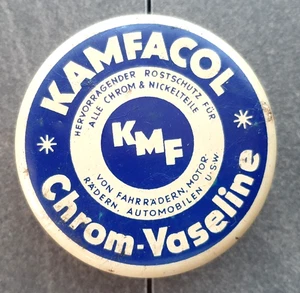 KAMFACOL
HERVORRAGENDER ROSTSCHUTZ FÜR
ALLE CHROM & NICKELTEILE
KMF
VON FAHRRÄDERN, MOTOR-
RÄDERN, AUTOMOBILEN U.S.W
Chrom-Vaseline